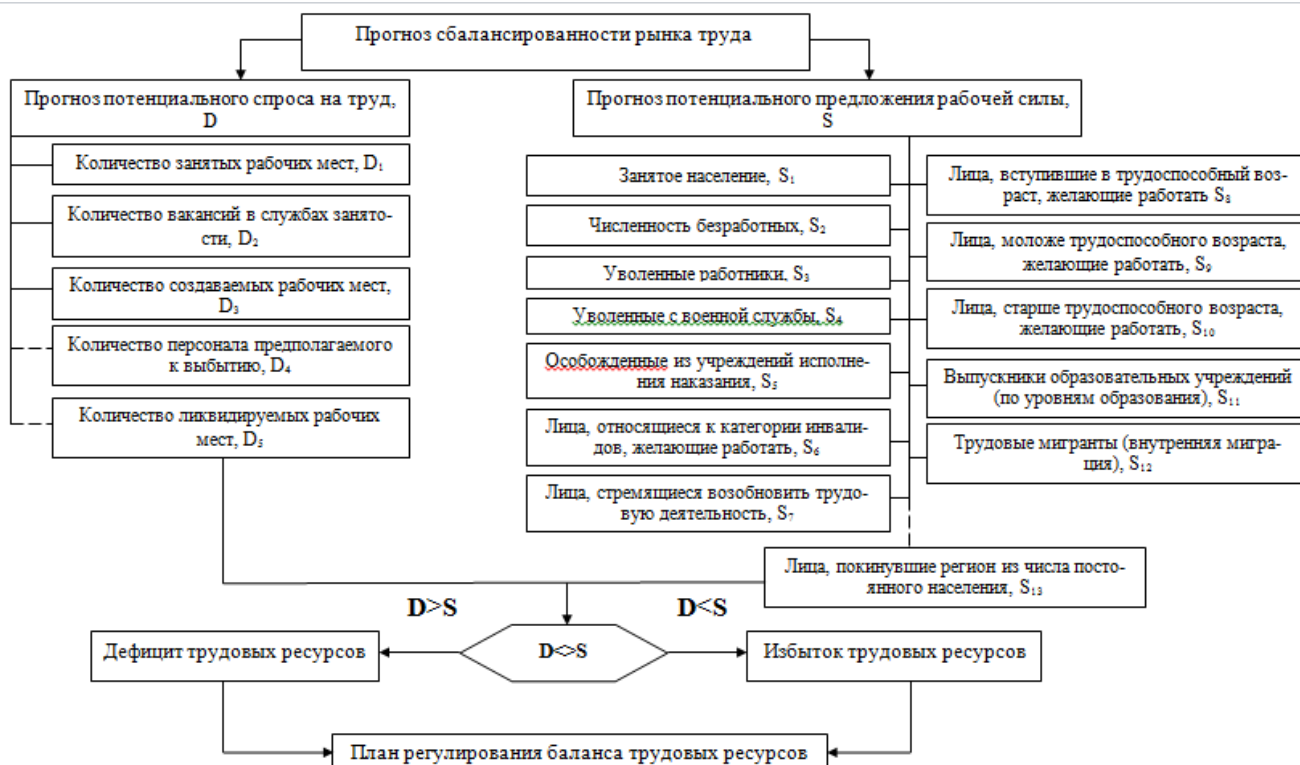 Прогноз сбалансированности рынка труда
Прогноз потенциального спроса на труд,
D
Количество занятых рабочих мест, D₁
Количество вакансий в службах занято-
сти, D₂
Количество создаваемых рабочих мест,
D₃
Количество персонала предполагаемого
к выбытию, D₄
Количество ликвидируемых рабочих
мест, D₅
Прогноз потенциального предложения рабочей силы,
S
Занятое население, S₁
Численность безработных, S₂
Уволенные работники, S₃
Уволенные с военной службы, S₄
Особожденные из учреждений исполне-
ния наказания, S₅
Лица, относящиеся к категории инвали-
дов, желающие работать, S₆
Лица, стремящиеся возобновить трудо-
вую деятельность, S₇
Лица, вступившие в трудоспособный воз-
раст, желающие работать S₈
Лица, моложе трудоспособного возраста,
желающие работать, S₉
Лица, старше трудоспособного возраста,
желающие работать, S₁₀
Выпускники образовательных учреждений
(по уровням образования), S₁₁
Трудовые мигранты (внутренняя мигра-
ция), S₁₂
Лица, покинувшие регион из числа посто-
янного населения, S₁₃
D>S
D<S
Дефицит трудовых ресурсов
D<>S
Избыток трудовых ресурсов
План регулирования баланса трудовых ресурсов